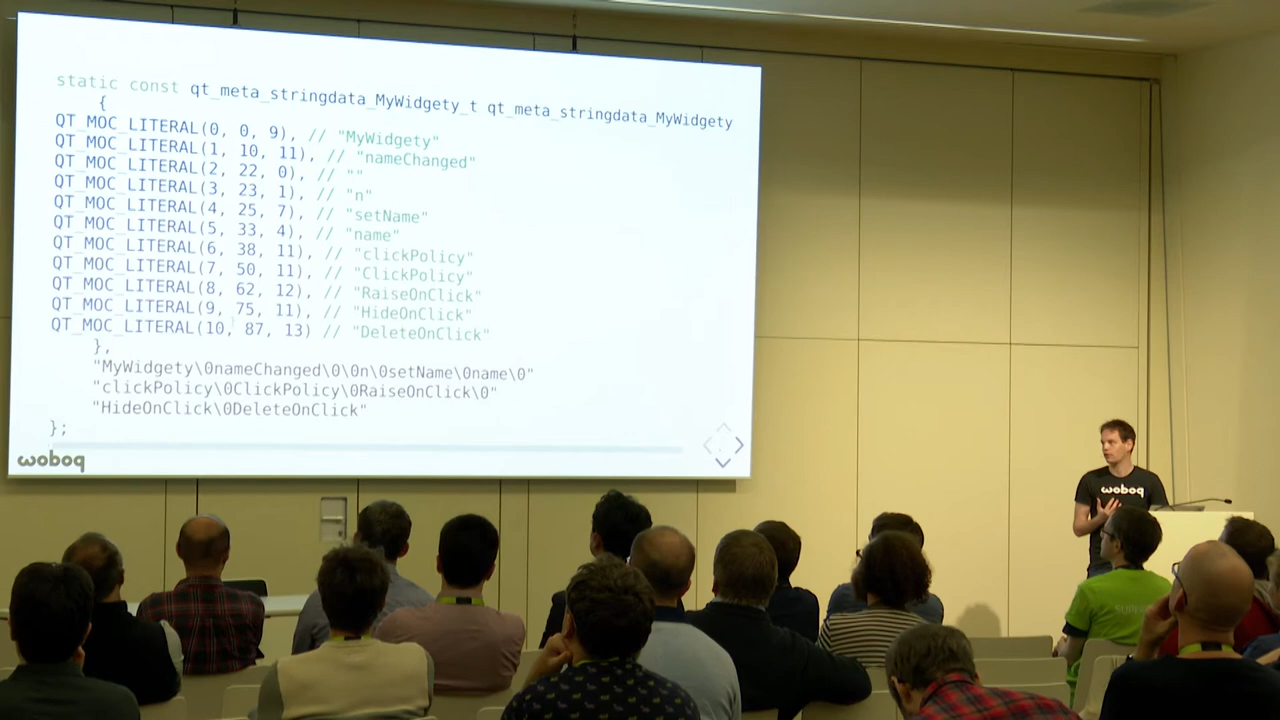 static const qt_meta_stringdata_MyWidgety_t qt_meta_stringdata_MyWidgety
{
QT_MOC_LITERAL(0, 0, 9), // "MyWidgety"
QT_MOC_LITERAL(1, 10, 11), // "nameChanged"
QT_MOC_LITERAL(2, 22, 0), // ""
QT_MOC_LITERAL(3, 23, 1), // "n"
QT_MOC_LITERAL(4, 25, 7), // "setName"
QT_MOC_LITERAL(5, 33, 4), // "name"
QT_MOC_LITERAL(6, 38, 11), // "clickPolicy"
QT_MOC_LITERAL(7, 50, 11), // "ClickPolicy"
QT_MOC_LITERAL(8, 62, 12), // "RaiseOnClick"
QT_MOC_LITERAL(9, 75, 11), // "HideOnClick"
QT_MOC_LITERAL(10, 87, 13) // "DeleteOnClick"
},
"MyWidgety\0nameChanged\0\0n\0setName\0name\0"
"clickPolicy\0ClickPolicy\0RaiseOnClick\0"
"HideOnClick\0DeleteOnClick"
};
woboq
woboq